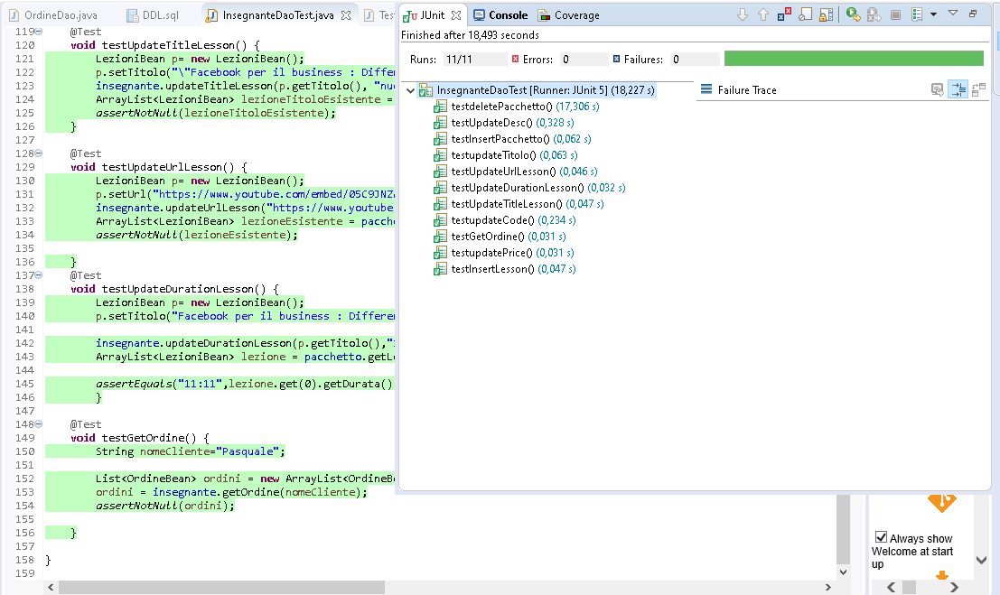 OrdineDao.java DDL.sql InsegnanteDaoTest.java Tes
119 @Test
120 void testUpdateTitleLesson() {
121 LezioniBean p= new LezioniBean();
122 p.setTitolo("\"Facebook per il business : Differe
123 insegnante.updateTitleLesson(p.getTitolo(), "nuo
124 ArrayList<LezioniBean> lezioneTitoloEsistente =
125 assertNotNull(lezioneTitoloEsistente);
126 }
127
128 @Test
129 void testUpdateUrlLesson() {
130 LezioniBean p= new LezioniBean();
131 p.setUrl("https://www.youtube.com/embed/05C9JNZ
132 insegnante.updateUrlLesson("https://www.youtube
133 ArrayList<LezioniBean> lezioneEsistente = pacche
134 assertNotNull(lezioneEsistente);
135
136 }
137 @Test
138 void testUpdateDurationLesson() {
139 LezioniBean p= new LezioniBean();
140 p.setTitolo("Facebook per il business : Differen
141
142 insegnante.updateDurationLesson(p.getTitolo(),"
143 ArrayList<LezioniBean> lezione = pacchetto.getLe
144
145 assertEquals("11:11",lezione.get(0).getDurata()
146 }
147
148 @Test
149 void testGetOrdine() {
150 String nomeCliente="Pasquale";
151
152 List<OrdineBean> ordini = new ArrayList<OrdineBe
153 ordini = insegnante.getOrdine(nomeCliente);
154 assertNotNull(ordini);
155
156 }
157
158 }
159
JUnit Console Coverage
Finished after 18,493 seconds
Runs: 11/11 Errors: 0 Failures: 0
InsegnanteDaoTest [Runner: JUnit 5] (18,227 s)
testdeletePacchetto() (17,306 s)
testUpdateDesc() (0,328 s)
testInsertPacchetto() (0,062 s)
testupdateTitolo() (0,063 s)
testUpdateUrlLesson() (0,046 s)
testUpdateDurationLesson() (0,032 s)
testUpdateTitleLesson() (0,047 s)
testupdateCode() (0,234 s)
testGetOrdine() (0,031 s)
testupdatePrice() (0,031 s)
testInsertLesson() (0,047 s)
Failure Trace
Always show
Welcome at start
up